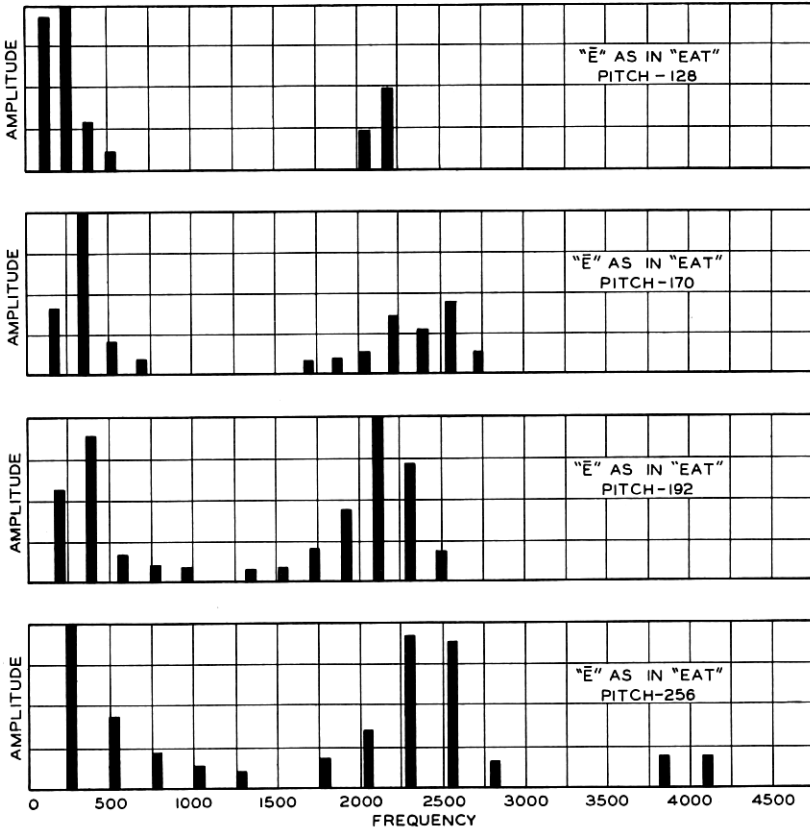 AMPLITUDE
"Ē" AS IN "EAT"
PITCH-128
AMPLITUDE
"Ē" AS IN "EAT"
PITCH-170
AMPLITUDE
"Ē" AS IN "EAT"
PITCH-192
AMPLITUDE
"Ē" AS IN "EAT"
PITCH-256
0 500 1000 1500 2000 2500 3000 3500 4000 4500
FREQUENCY